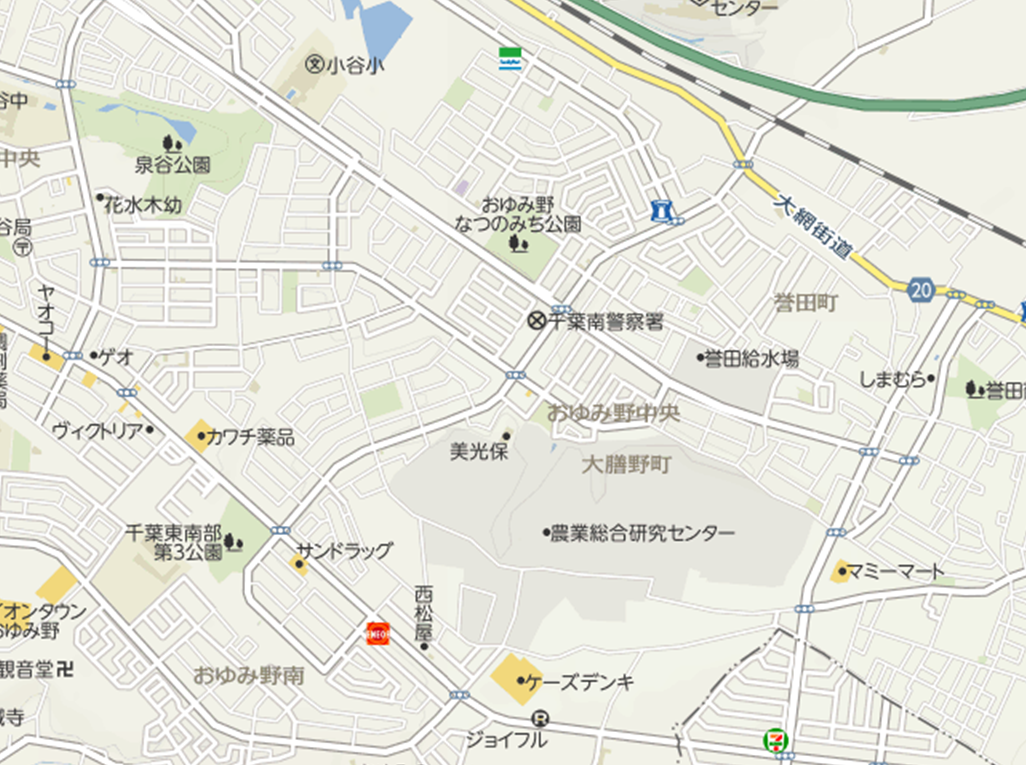 センター
小谷小
谷中
泉谷公園
中央
花水木幼
おゆみ野
なつのみち公園
大網街道
谷局
20
ヤオコー
千葉南警察署
誉田町
ゲオ
誉田給水場
しまむら
誉田
おゆみ野中央
ヴィクトリア
カワチ薬品
美光保
大膳野町
千葉東南部
第3公園
農業総合研究センター
サンドラッグ
マミーマート
イオンタウン
おゆみ野
西松屋
ENEOS
観音堂卍
おゆみ野南
ケーズデンキ
R
ジョイフル
7